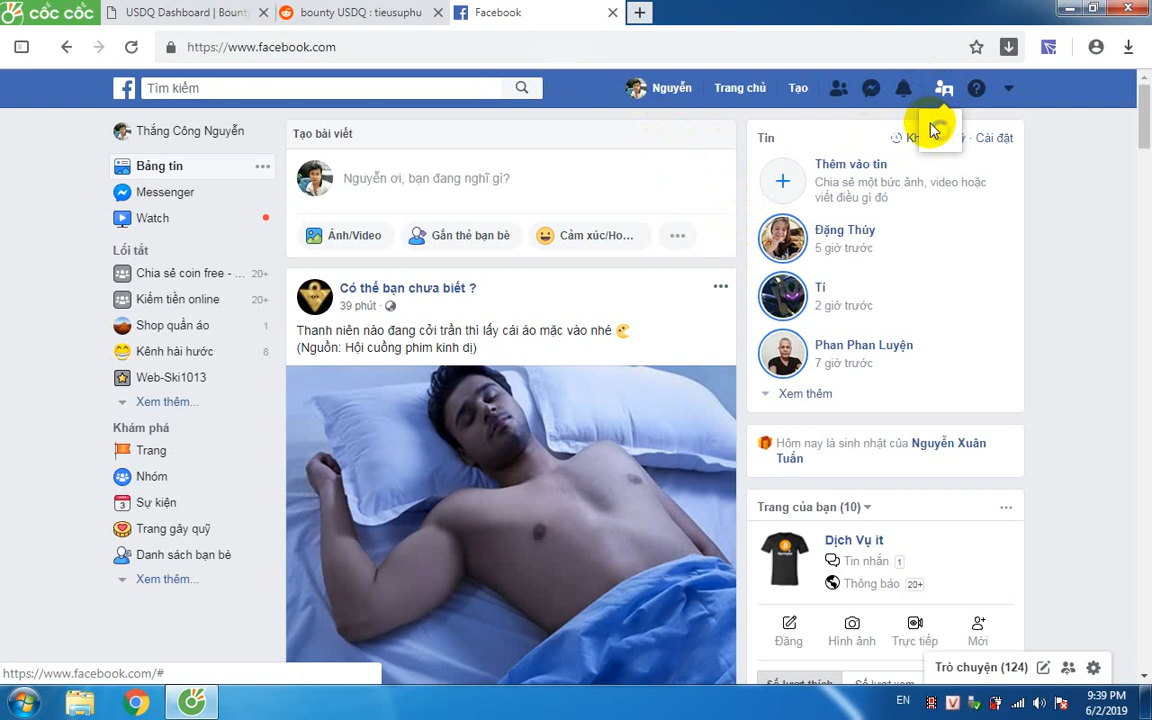 cốc cốc
USDQ Dashboard | Bounty
bounty USDQ : tieusuphu
Facebook
https://www.facebook.com
Tìm kiếm
Nguyễn
Trang chủ
Tạo
Thắng Công Nguyễn
Bảng tin
Messenger
Watch
Lối tắt
Chia sẻ coin free - ... 20+
Kiếm tiền online 20+
Shop quần áo 1
Kênh hài hước 8
Web-Ski1013
Xem thêm...
Khám phá
Trang
Nhóm
Sự kiện
Trang gây quỹ
Danh sách bạn bè
Xem thêm...
Tạo bài viết
Nguyễn ơi, bạn đang nghĩ gì?
Ảnh/Video
Gắn thẻ bạn bè
Cảm xúc/Ho...
Có thể bạn chưa biết ?
39 phút
Thanh niên nào đang cởi trần thì lấy cái áo mặc vào nhé
(Nguồn: Hội cuồng phim kinh dị)
Tin
Cài đặt
Thêm vào tin
Chia sẻ một bức ảnh, video hoặc
viết điều gì đó
Đặng Thúy
5 giờ trước
Tí
2 giờ trước
Phan Phan Luyện
7 giờ trước
Xem thêm
Hôm nay là sinh nhật của Nguyễn Xuân
Tuấn
Trang của bạn (10)
Dịch Vụ it
Tin nhắn 1
Thông báo 20+
Đăng
Hình ảnh
Trực tiếp
Mời
Trò chuyện (124)
https://www.facebook.com/#
EN
9:39 PM
6/2/2019